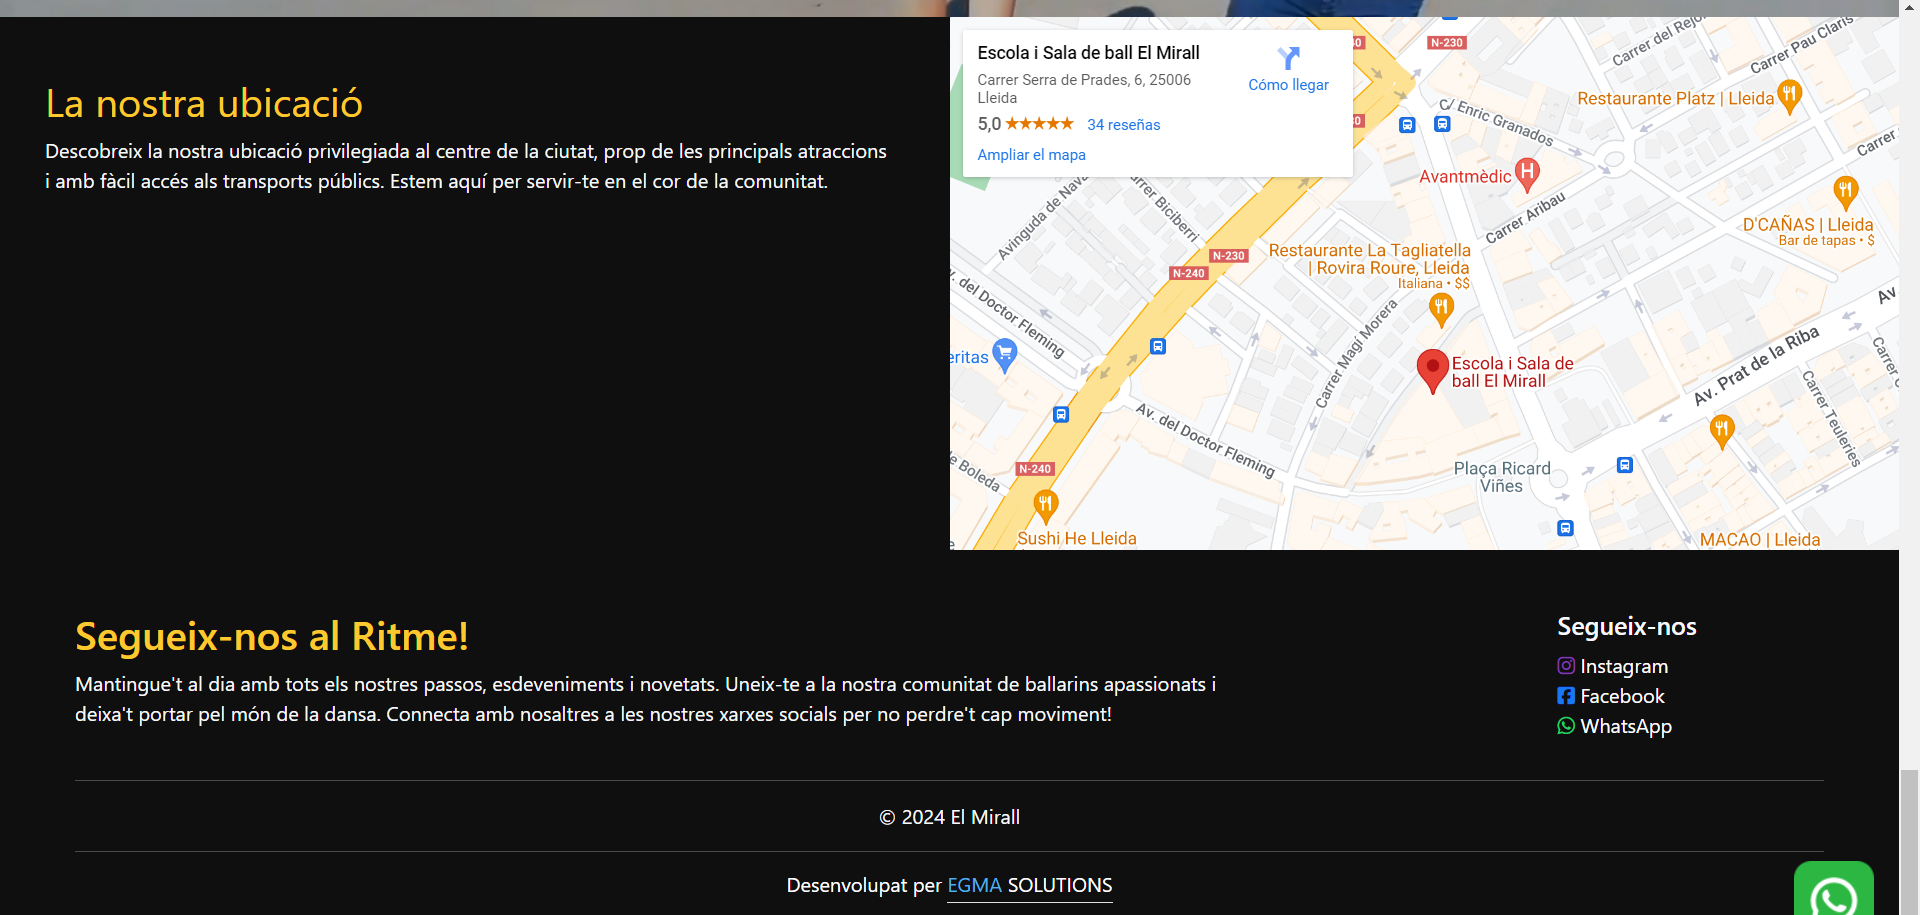 La nostra ubicació
Descobreix la nostra ubicació privilegiada al centre de la ciutat, prop de les principals atraccions
i amb fàcil accés als transports públics. Estem aquí per servir-te en el cor de la comunitat.
Escola i Sala de ball El Mirall
Carrer Serra de Prades, 6, 25006
Lleida
5,0 34 reseñas
Ampliar el mapa
Cómo llegar
N-230
Carrer del Rejo
Carrer Pau Claris
Restaurante Platz | Lleida
C/ Enric Granados
Carrer
Avantmèdic
Carrer Aribau
D'CAÑAS | Lleida
Bar de tapas • $
Avinguda de Nava
Carrer Biciberri
N-230
N-240
Restaurante La Tagliatella
| Rovira Roure, Lleida
Italiana • $$
Av. del Doctor Fleming
Carrer Magí Morera
Escola i Sala de
ball El Mirall
Av. Prat de la Riba
Av
Carrer
Carrer Teuleries
Av. del Doctor Fleming
N-240
Boleda
Plaça Ricard
Viñes
Sushi He Lleida
MACAO | Lleida
Segueix-nos al Ritme!
Mantingue't al dia amb tots els nostres passos, esdeveniments i novetats. Uneix-te a la nostra comunitat de ballarins apassionats i
deixa't portar pel món de la dansa. Connecta amb nosaltres a les nostres xarxes socials per no perdre't cap moviment!
Segueix-nos
Instagram
Facebook
WhatsApp
© 2024 El Mirall
Desenvolupat per EGMA SOLUTIONS